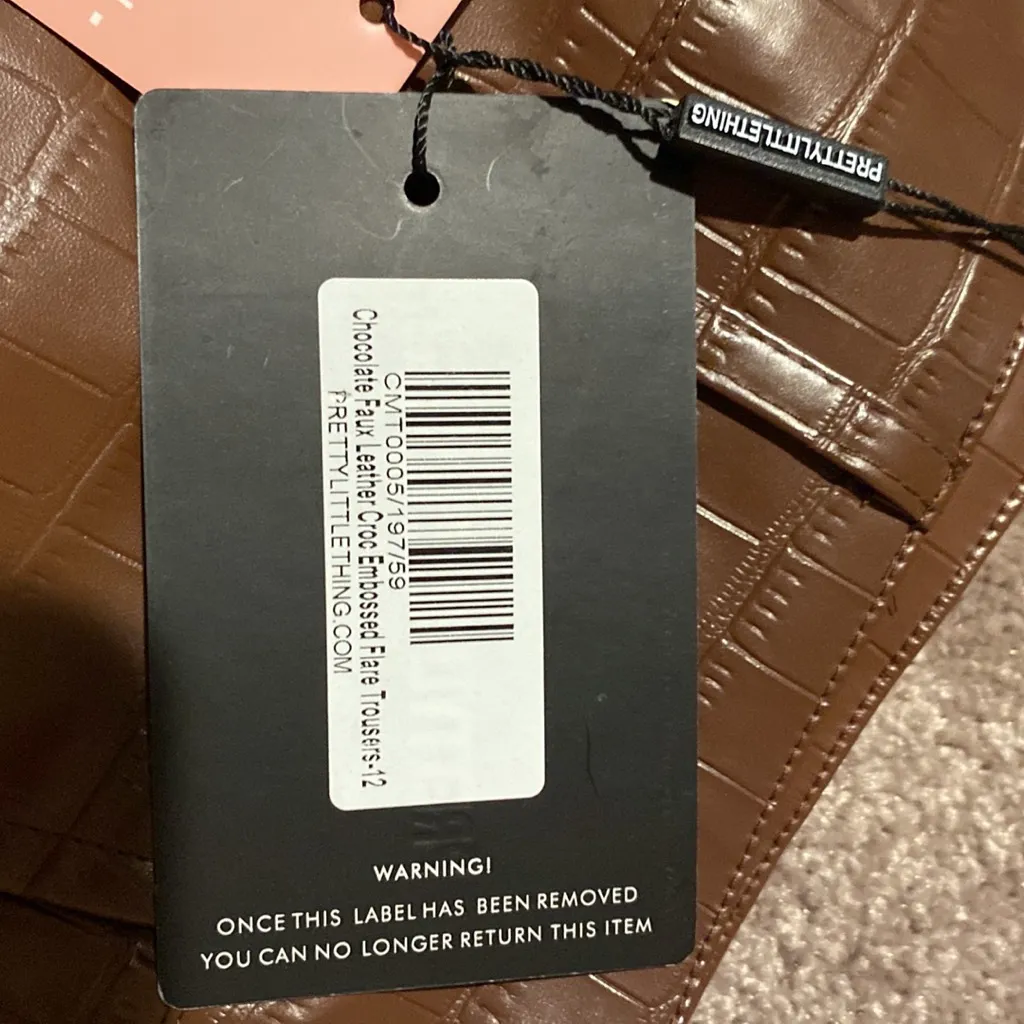 PRETTYLITTLETHING
CMT0005/197/59
Chocolate Faux Leather Croc Embossed Flare Trousers-12
PRETTYLITTLETHING.COM
WARNING!
ONCE THIS LABEL HAS BEEN REMOVED
YOU CAN NO LONGER RETURN THIS ITEM